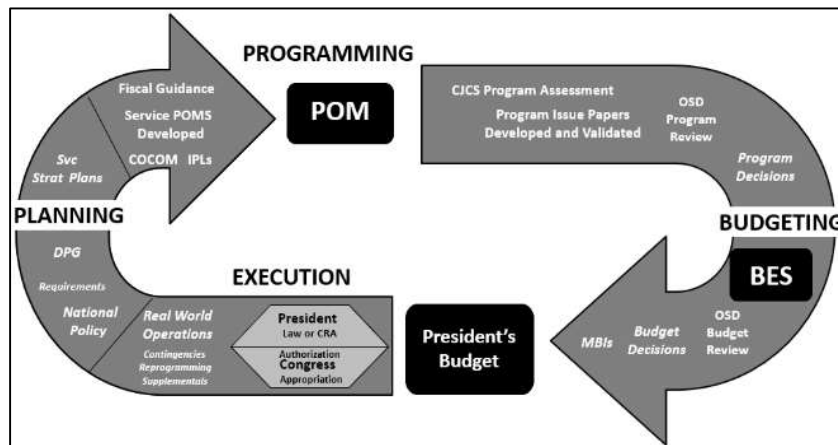 PROGRAMMING
Fiscal Guidance
Service POMS
Developed
COCOM IPLs
POM
CJCS Program Assessment
Program Issue Papers
Developed and Validated
OSD
Program
Review
Program
Decisions
Svc
Strat Plans
PLANNING
BUDGETING
BES
DPG
Requirements
National
Policy
EXECUTION
Real World
Operations
Contingencies
Reprogramming
Supplementals
President
Law or CRA
Authorization
Congress
Appropriation
President's
Budget
MBIs
Budget
Decisions
OSD
Budget
Review